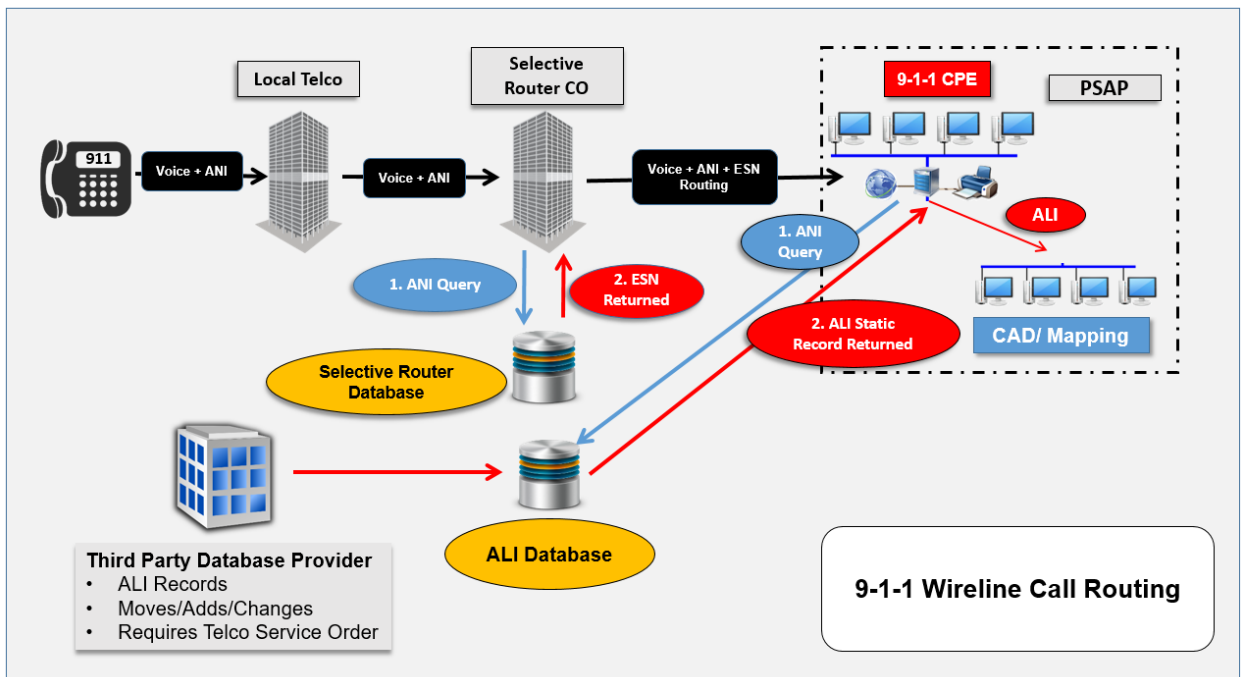 Local Telco
Selective
Router CO
9-1-1 CPE
PSAP
911
Voice + ANI
Voice + ANI
Voice + ANI + ESN
Routing
1. ANI
Query
ALI
1. ANI Query
2. ESN
Returned
2. ALI Static
Record Returned
CAD/ Mapping
Selective Router
Database
ALI Database
Third Party Database Provider
• ALI Records
• Moves/Adds/Changes
• Requires Telco Service Order
9-1-1 Wireline Call Routing